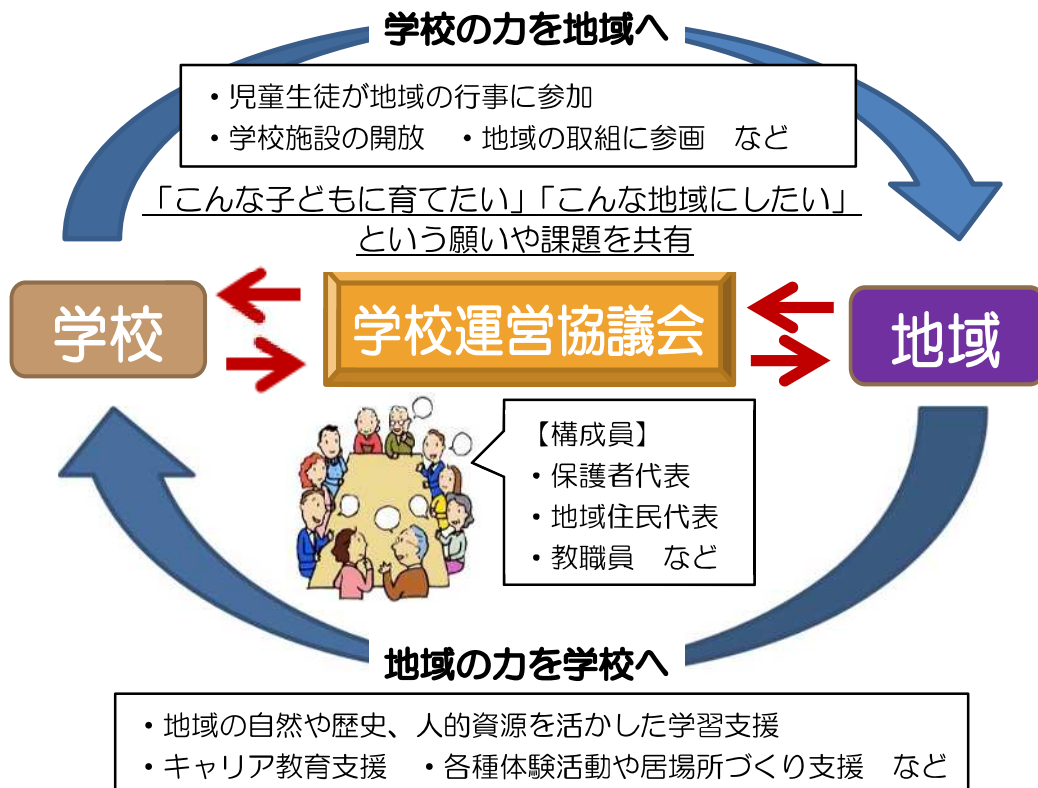 学校の力を地域へ
・児童生徒が地域の行事に参加
・学校施設の開放　・地域の取組に参画　など
「こんな子どもに育てたい」「こんな地域にしたい」
という願いや課題を共有
学校
学校運営協議会
地域
【構成員】
・保護者代表
・地域住民代表
・教職員　など
地域の力を学校へ
・地域の自然や歴史、人的資源を活かした学習支援
・キャリア教育支援　・各種体験活動や居場所づくり支援　など